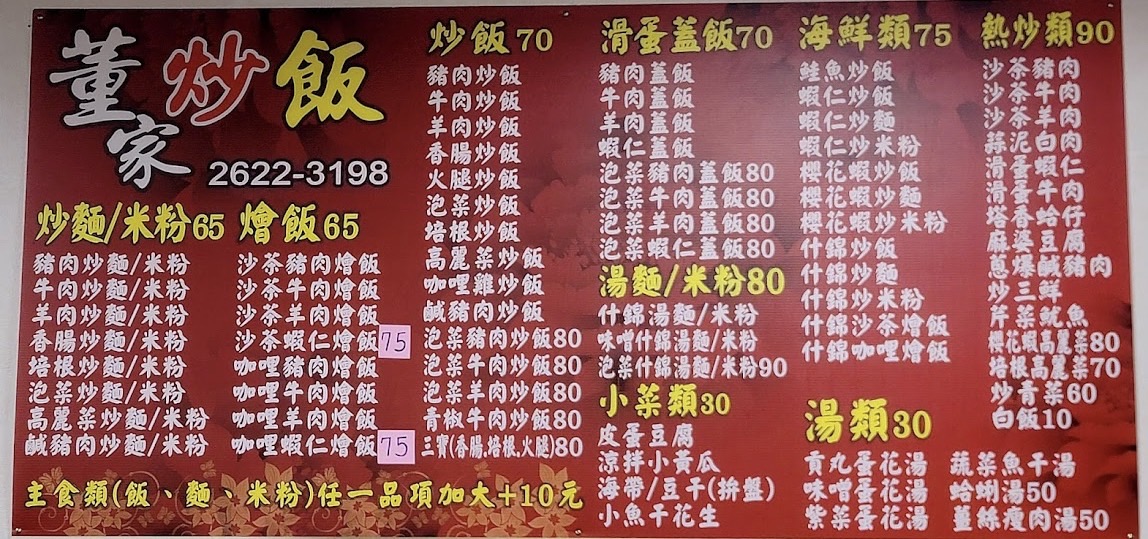 董家炒飯
2622-3198
炒麵/米粉65
豬肉炒麵/米粉
牛肉炒麵/米粉
羊肉炒麵/米粉
香腸炒麵/米粉
培根炒麵/米粉
泡菜炒麵/米粉
高麗菜炒麵/米粉
鹹豬肉炒麵/米粉
燴飯65
沙茶豬肉燴飯
沙茶牛肉燴飯
沙茶羊肉燴飯
沙茶蝦仁燴飯75
咖哩豬肉燴飯
咖哩牛肉燴飯
咖哩羊肉燴飯
咖哩蝦仁燴飯75
主食類(飯、麵、米粉)任一品項加大+10元
炒飯70
豬肉炒飯
牛肉炒飯
羊肉炒飯
香腸炒飯
火腿炒飯
泡菜炒飯
培根炒飯
高麗菜炒飯
咖哩雞炒飯
鹹豬肉炒飯
泡菜豬肉炒飯80
泡菜牛肉炒飯80
泡菜羊肉炒飯80
青椒牛肉炒飯80
三寶(香腸.培根.火腿)80
滑蛋蓋飯70
豬肉蓋飯
牛肉蓋飯
羊肉蓋飯
蝦仁蓋飯
泡菜豬肉蓋飯80
泡菜牛肉蓋飯80
泡菜羊肉蓋飯80
泡菜蝦仁蓋飯80
湯麵/米粉80
什錦湯麵/米粉
味噌什錦湯麵/米粉
泡菜什錦湯麵/米粉90
小菜類30
皮蛋豆腐
涼拌小黃瓜
海帶/豆干(拚盤)
小魚干花生
海鮮類75
鮭魚炒飯
蝦仁炒飯
蝦仁炒麵
蝦仁炒米粉
櫻花蝦炒飯
櫻花蝦炒麵
櫻花蝦炒米粉
什錦炒飯
什錦炒麵
什錦炒米粉
什錦沙茶燴飯
什錦咖哩燴飯
湯類30
貢丸蛋花湯
味噌蛋花湯
紫菜蛋花湯
蔬菜魚干湯
蛤蜊湯50
薑絲瘦肉湯50
熱炒類90
沙茶豬肉
沙茶牛肉
沙茶羊肉
蒜泥白肉
滑蛋蝦仁
滑蛋牛肉
塔香蛤仔
麻婆豆腐
蔥爆鹹豬肉
炒三鮮
芹菜魷魚
櫻花蝦高麗菜80
培根高麗菜70
炒青菜60
白飯10